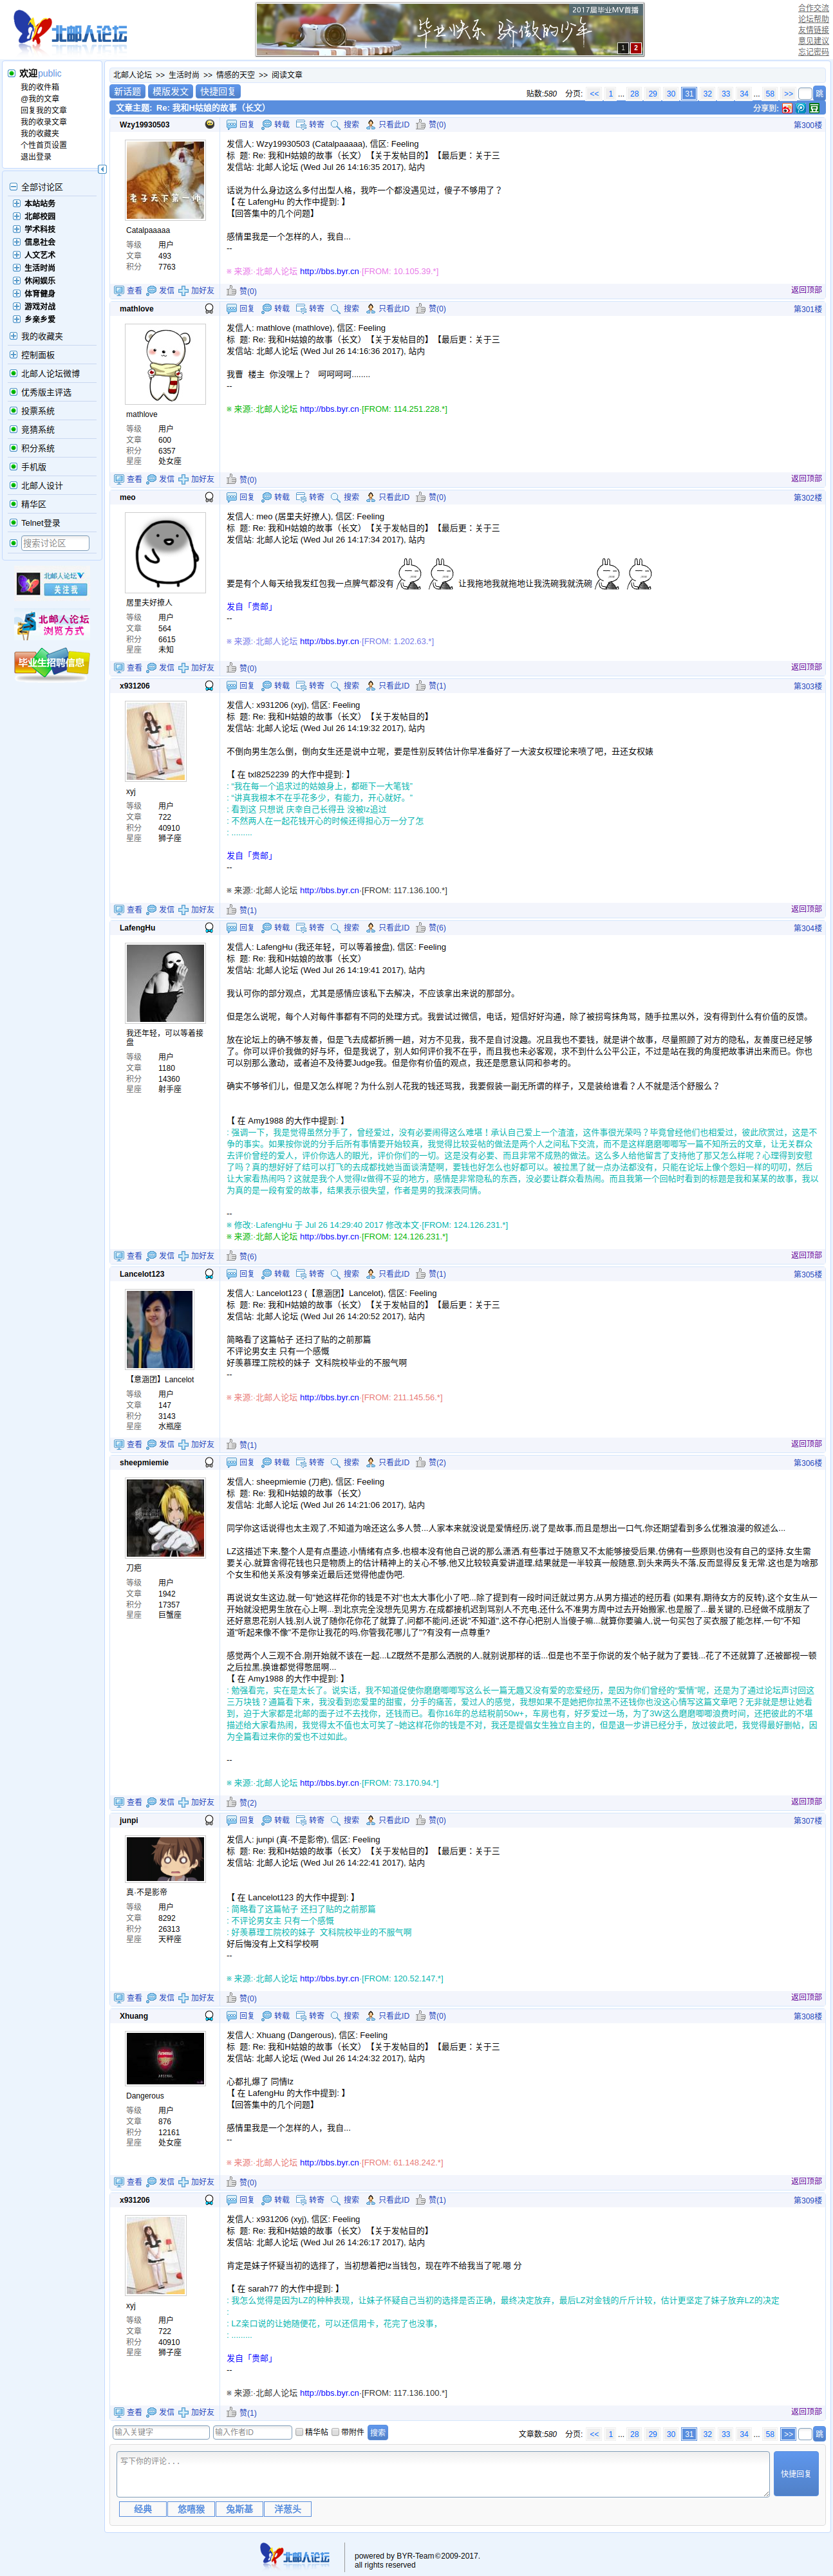 北邮人论坛
2017届毕业MV首播
毕业快乐 骄傲的少年
1 2
合作交流
论坛帮助
友情链接
意见建议
忘记密码
欢迎public
我的收件箱
@我的文章
回复我的文章
我的收录文章
我的收藏夹
个性首页设置
退出登录
全部讨论区
本站站务
北邮校园
学术科技
信息社会
人文艺术
生活时尚
休闲娱乐
体育健身
游戏对战
乡亲乡爱
我的收藏夹
控制面板
北邮人论坛微博
优秀版主评选
投票系统
竞猜系统
积分系统
手机版
北邮人设计
精华区
Telnet登录
搜索讨论区
北邮人论坛
关注我
北邮人论坛
浏览方式
毕业生招聘信息
北邮人论坛 >> 生活时尚 >> 情感的天空 >> 阅读文章
新话题 模版发文 快捷回复
贴数:580 分页: << 1 ... 28 29 30 31 32 33 34 ... 58 >> 跳
文章主题: Re: 我和H姑娘的故事（长文） 分享到:
Wzy19930503 回复 转载 转寄 搜索 只看此ID 赞(0) 第300楼
Catalpaaaaa
等级 用户
文章 493
积分 7763
发信人: Wzy19930503 (Catalpaaaaa), 信区: Feeling
标 题: Re: 我和H姑娘的故事（长文）【关于发帖目的】【最后更：关于三
发信站: 北邮人论坛 (Wed Jul 26 14:16:35 2017), 站内
话说为什么身边这么多付出型人格，我咋一个都没遇见过，傻子不够用了？
【 在 LafengHu 的大作中提到: 】
【回答集中的几个问题】
感情里我是一个怎样的人，我自...
--
※ 来源:·北邮人论坛 http://bbs.byr.cn·[FROM: 10.105.39.*]
查看 发信 加好友 赞(0) 返回顶部
mathlove 回复 转载 转寄 搜索 只看此ID 赞(0) 第301楼
mathlove
等级 用户
文章 600
积分 6357
星座 处女座
发信人: mathlove (mathlove), 信区: Feeling
标 题: Re: 我和H姑娘的故事（长文）【关于发帖目的】【最后更：关于三
发信站: 北邮人论坛 (Wed Jul 26 14:16:36 2017), 站内
我曹 楼主 你没嘿上？ 呵呵呵呵........
--
※ 来源:·北邮人论坛 http://bbs.byr.cn·[FROM: 114.251.228.*]
查看 发信 加好友 赞(0) 返回顶部
meo 回复 转载 转寄 搜索 只看此ID 赞(0) 第302楼
居里夫好撩人
等级 用户
文章 564
积分 6615
星座 未知
发信人: meo (居里夫好撩人), 信区: Feeling
标 题: Re: 我和H姑娘的故事（长文）【关于发帖目的】【最后更：关于三
发信站: 北邮人论坛 (Wed Jul 26 14:17:34 2017), 站内
要是有个人每天给我发红包我一点脾气都没有 让我拖地我就拖地让我洗碗我就洗碗
发自「贵邮」
--
※ 来源:·北邮人论坛 http://bbs.byr.cn·[FROM: 1.202.63.*]
查看 发信 加好友 赞(0) 返回顶部
x931206 回复 转载 转寄 搜索 只看此ID 赞(1) 第303楼
xyj
等级 用户
文章 722
积分 40910
星座 狮子座
发信人: x931206 (xyj), 信区: Feeling
标 题: Re: 我和H姑娘的故事（长文）【关于发帖目的】
发信站: 北邮人论坛 (Wed Jul 26 14:19:32 2017), 站内
不倒向男生怎么倒，倒向女生还是说中立呢，要是性别反转估计你早准备好了一大波女权理论来喷了吧，丑还女权婊
【 在 txl8252239 的大作中提到: 】
: “我在每一个追求过的姑娘身上，都砸下一大笔钱”
: “讲真我根本不在乎花多少，有能力，开心就好。”
: 看到这 只想说 庆幸自己长得丑 没被lz追过
: 不然两人在一起花钱开心的时候还得担心万一分了怎
: .........
发自「贵邮」
--
※ 来源:·北邮人论坛 http://bbs.byr.cn·[FROM: 117.136.100.*]
查看 发信 加好友 赞(1) 返回顶部
LafengHu 回复 转载 转寄 搜索 只看此ID 赞(6) 第304楼
我还年轻，可以等着接盘
等级 用户
文章 1180
积分 14360
星座 射手座
发信人: LafengHu (我还年轻，可以等着接盘), 信区: Feeling
标 题: Re: 我和H姑娘的故事（长文）
发信站: 北邮人论坛 (Wed Jul 26 14:19:41 2017), 站内
我认可你的部分观点，尤其是感情应该私下去解决，不应该拿出来说的那部分。
但是怎么说呢，每个人对每件事都有不同的处理方式。我尝试过微信，电话，短信好好沟通，除了被拐弯抹角骂，随手拉黑以外，没有得到什么有价值的反馈。
放在论坛上的确不够友善，但是飞去成都折腾一趟，对方不见我，我不是自讨没趣。况且我也不要钱，就是讲个故事，尽量照顾了对方的隐私，友善度已经足够了。你可以评价我做的好与坏，但是我说了，别人如何评价我不在乎，而且我也未必客观，求不到什么公平公正，不过是站在我的角度把故事讲出来而已。你也可以别那么激动，或者迫不及待要Judge我。但是你有价值的观点，我还是愿意认同和参考的。
确实不够爷们儿，但是又怎么样呢？为什么别人花我的钱还骂我，我要假装一副无所谓的样子，又是装给谁看？人不就是活个舒服么？
【 在 Amy1988 的大作中提到: 】
: 强调一下，我是觉得虽然分手了，曾经爱过，没有必要闹得这么难堪！承认自己爱上一个渣渣，这件事很光荣吗？毕竟曾经他们也相爱过，彼此欣赏过，这是不争的事实。如果按你说的分手后所有事情要开始较真，我觉得比较妥帖的做法是两个人之间私下交流，而不是这样磨磨唧唧写一篇不知所云的文章，让无关群众去评价曾经的爱人，评价你选人的眼光，评价你们的一切。这是没有必要、而且非常不成熟的做法。这么多人给他留言了支持他了那又怎么样呢？心理得到安慰了吗？真的想好好了结可以打飞的去成都找她当面谈清楚啊，要钱也好怎么也好都可以。被拉黑了就一点办法都没有，只能在论坛上像个怨妇一样的叨叨，然后让大家看热闹吗？这就是我个人觉得lz做得不妥的地方，感情是非常隐私的东西，没必要让群众看热闹。而且我第一个回帖时看到的标题是我和某某的故事，我以为真的是一段有爱的故事，结果表示很失望，作者是男的我深表同情。
--
※ 修改:·LafengHu 于 Jul 26 14:29:40 2017 修改本文·[FROM: 124.126.231.*]
※ 来源:·北邮人论坛 http://bbs.byr.cn·[FROM: 124.126.231.*]
查看 发信 加好友 赞(6) 返回顶部
Lancelot123 回复 转载 转寄 搜索 只看此ID 赞(1) 第305楼
【意涵团】Lancelot
等级 用户
文章 147
积分 3143
星座 水瓶座
发信人: Lancelot123 (【意涵团】Lancelot), 信区: Feeling
标 题: Re: 我和H姑娘的故事（长文）【关于发帖目的】【最后更：关于三
发信站: 北邮人论坛 (Wed Jul 26 14:20:52 2017), 站内
简略看了这篇帖子 还扫了贴的之前那篇
不评论男女主 只有一个感慨
好羡慕理工院校的妹子 文科院校毕业的不服气啊
--
※ 来源:·北邮人论坛 http://bbs.byr.cn·[FROM: 211.145.56.*]
查看 发信 加好友 赞(1) 返回顶部
sheepmiemie 回复 转载 转寄 搜索 只看此ID 赞(2) 第306楼
刀疤
等级 用户
文章 1942
积分 17357
星座 巨蟹座
发信人: sheepmiemie (刀疤), 信区: Feeling
标 题: Re: 我和H姑娘的故事（长文）
发信站: 北邮人论坛 (Wed Jul 26 14:21:06 2017), 站内
同学你这话说得也太主观了,不知道为啥还这么多人赞...人家本来就没说是爱情经历,说了是故事,而且是想出一口气,你还期望看到多么优雅浪漫的叙述么...
LZ这描述下来,整个人是有点墨迹,小情绪有点多,也根本没有他自己说的那么潇洒,有些事过于随意又不太能够接受后果,仿佛有一些原则也没有自己的坚持.女生需要关心,就算舍得花钱也只是物质上的估计精神上的关心不够,他又比较较真爱讲道理,结果就是一半较真一般随意,到头来两头不落,反而显得反复无常.这也是为啥那个女生和他关系没有够亲近最后还觉得他虚伪吧.
再说说女生这边,就一句"她这样花你的钱是不对"也太大事化小了吧...除了提到有一段时间迁就过男方,从男方描述的经历看 (如果有,期待女方的反转),这个女生从一开始就没把男生放在心上啊...到北京完全没想先见男方,在成都接机迟到骂别人不充电,还什么不准男方周中过去开始搬家,也是服了...最关键的,已经做不成朋友了还好意思花别人钱,别人说了随你花你花了就算了,问都不能问,还说"不知道",这不存心把别人当傻子嘛...就算你要骗人,说一句买包了买衣服了能怎样,一句"不知道"听起来像不像"不是你让我花的吗,你管我花哪儿了"?有没有一点尊重?
感觉两个人三观不合,刚开始就不该在一起...LZ既然不是那么洒脱的人,就别说那样的话...但是也不至于你说的发个帖子就为了要钱...花了不还就算了,还被鄙视一顿之后拉黑,换谁都觉得憋屈啊...
【 在 Amy1988 的大作中提到: 】
: 勉强看完，实在是太长了。说实话，我不知道促使你磨磨唧唧写这么长一篇无趣又没有爱的恋爱经历，是因为你们曾经的“爱情”呢，还是为了通过论坛声讨回这三万块钱？通篇看下来，我没看到恋爱里的甜蜜，分手的痛苦，爱过人的感觉，我想如果不是她把你拉黑不还钱你也没这心情写这篇文章吧？无非就是想让她看到，迫于大家都是北邮的面子过不去找你，还钱而已。看你16年的总结税前50w+，车房也有，好歹爱过一场，为了3W这么磨磨唧唧浪费时间，还把彼此的不堪描述给大家看热闹，我觉得太不值也太可笑了~她这样花你的钱是不对，我还是提倡女生独立自主的，但是退一步讲已经分手，放过彼此吧，我觉得最好删帖，因为全篇看过来你的爱也不过如此。
--
※ 来源:·北邮人论坛 http://bbs.byr.cn·[FROM: 73.170.94.*]
查看 发信 加好友 赞(2) 返回顶部
junpi 回复 转载 转寄 搜索 只看此ID 赞(0) 第307楼
真·不是影帝
等级 用户
文章 8292
积分 26313
星座 天秤座
发信人: junpi (真·不是影帝), 信区: Feeling
标 题: Re: 我和H姑娘的故事（长文）【关于发帖目的】【最后更：关于三
发信站: 北邮人论坛 (Wed Jul 26 14:22:41 2017), 站内
【 在 Lancelot123 的大作中提到: 】
: 简略看了这篇帖子 还扫了贴的之前那篇
: 不评论男女主 只有一个感慨
: 好羡慕理工院校的妹子 文科院校毕业的不服气啊
好后悔没有上文科学校啊
--
※ 来源:·北邮人论坛 http://bbs.byr.cn·[FROM: 120.52.147.*]
查看 发信 加好友 赞(0) 返回顶部
Xhuang 回复 转载 转寄 搜索 只看此ID 赞(0) 第308楼
Arsenal
Dangerous
等级 用户
文章 876
积分 12161
星座 处女座
发信人: Xhuang (Dangerous), 信区: Feeling
标 题: Re: 我和H姑娘的故事（长文）【关于发帖目的】【最后更：关于三
发信站: 北邮人论坛 (Wed Jul 26 14:24:32 2017), 站内
心都扎爆了 同情lz
【 在 LafengHu 的大作中提到: 】
【回答集中的几个问题】
感情里我是一个怎样的人，我自...
--
※ 来源:·北邮人论坛 http://bbs.byr.cn·[FROM: 61.148.242.*]
查看 发信 加好友 赞(0) 返回顶部
x931206 回复 转载 转寄 搜索 只看此ID 赞(1) 第309楼
xyj
等级 用户
文章 722
积分 40910
星座 狮子座
发信人: x931206 (xyj), 信区: Feeling
标 题: Re: 我和H姑娘的故事（长文）【关于发帖目的】
发信站: 北邮人论坛 (Wed Jul 26 14:26:17 2017), 站内
肯定是妹子怀疑当初的选择了，当初想着把lz当钱包，现在咋不给我当了呢.嗯 分
【 在 sarah77 的大作中提到: 】
: 我怎么觉得是因为LZ的种种表现，让妹子怀疑自己当初的选择是否正确，最终决定放弃，最后LZ对金钱的斤斤计较，估计更坚定了妹子放弃LZ的决定
:
: LZ亲口说的让她随便花，可以还信用卡，花完了也没事，
: .........
发自「贵邮」
--
※ 来源:·北邮人论坛 http://bbs.byr.cn·[FROM: 117.136.100.*]
查看 发信 加好友 赞(1) 返回顶部
输入关键字 输入作者ID 精华帖 带附件 搜索
文章数:580 分页: << 1 ... 28 29 30 31 32 33 34 ... 58 >> 跳
写下你的评论...
快捷回复
经典 悠嘻猴 兔斯基 洋葱头
北邮人论坛
powered by BYR-Team©2009-2017.
all rights reserved